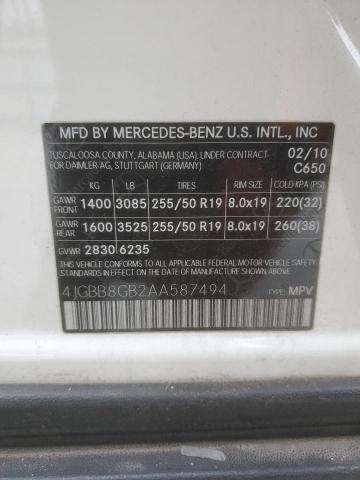 MFD BY MERCEDES-BENZ U.S. INTL., INC
TUSCALOOSA COUNTY, ALABAMA (USA), UNDER CONTRACT 02/10
FOR DAIMLER AG, STUTTGART (GERMANY) C650
KG LB TIRES RIM SIZE COLD KPA (PSI)
GAWR FRONT 1400 3085 255/50 R19 8.0x19 220(32)
GAWR REAR 1600 3525 255/50 R19 8.0x19 260(38)
GVWR 2830 6235
THIS VEHICLE CONFORMS TO ALL APPLICABLE U.S. FEDERAL MOTOR VEHICLE
SAFETY STANDARDS IN EFFECT ON THE DATE OF MANUFACTURE SHOWN ABOVE.
4JGBB8GB2AA587494
TYPE: MPV